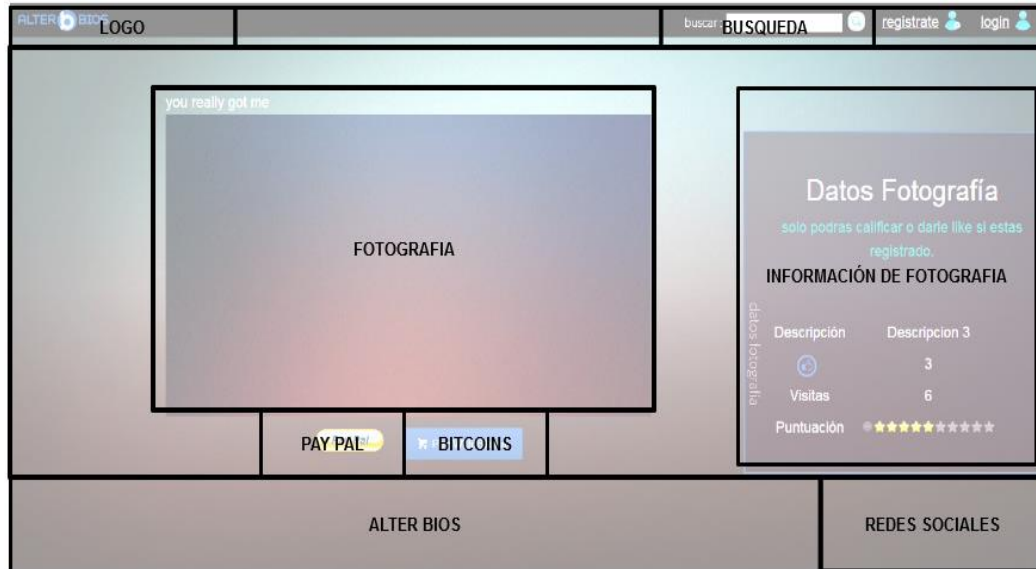 ALTER BIOS
LOGO
buscar
BUSQUEDA
registrate
login
you really got me
FOTOGRAFIA
Datos Fotografía
solo podras calificar o darle like si estas
registrado.
INFORMACIÓN DE FOTOGRAFIA
datos fotografia
Descripción Descripcion 3
3
Visitas 6
Puntuación
PAY PAL
BITCOINS
ALTER BIOS
REDES SOCIALES